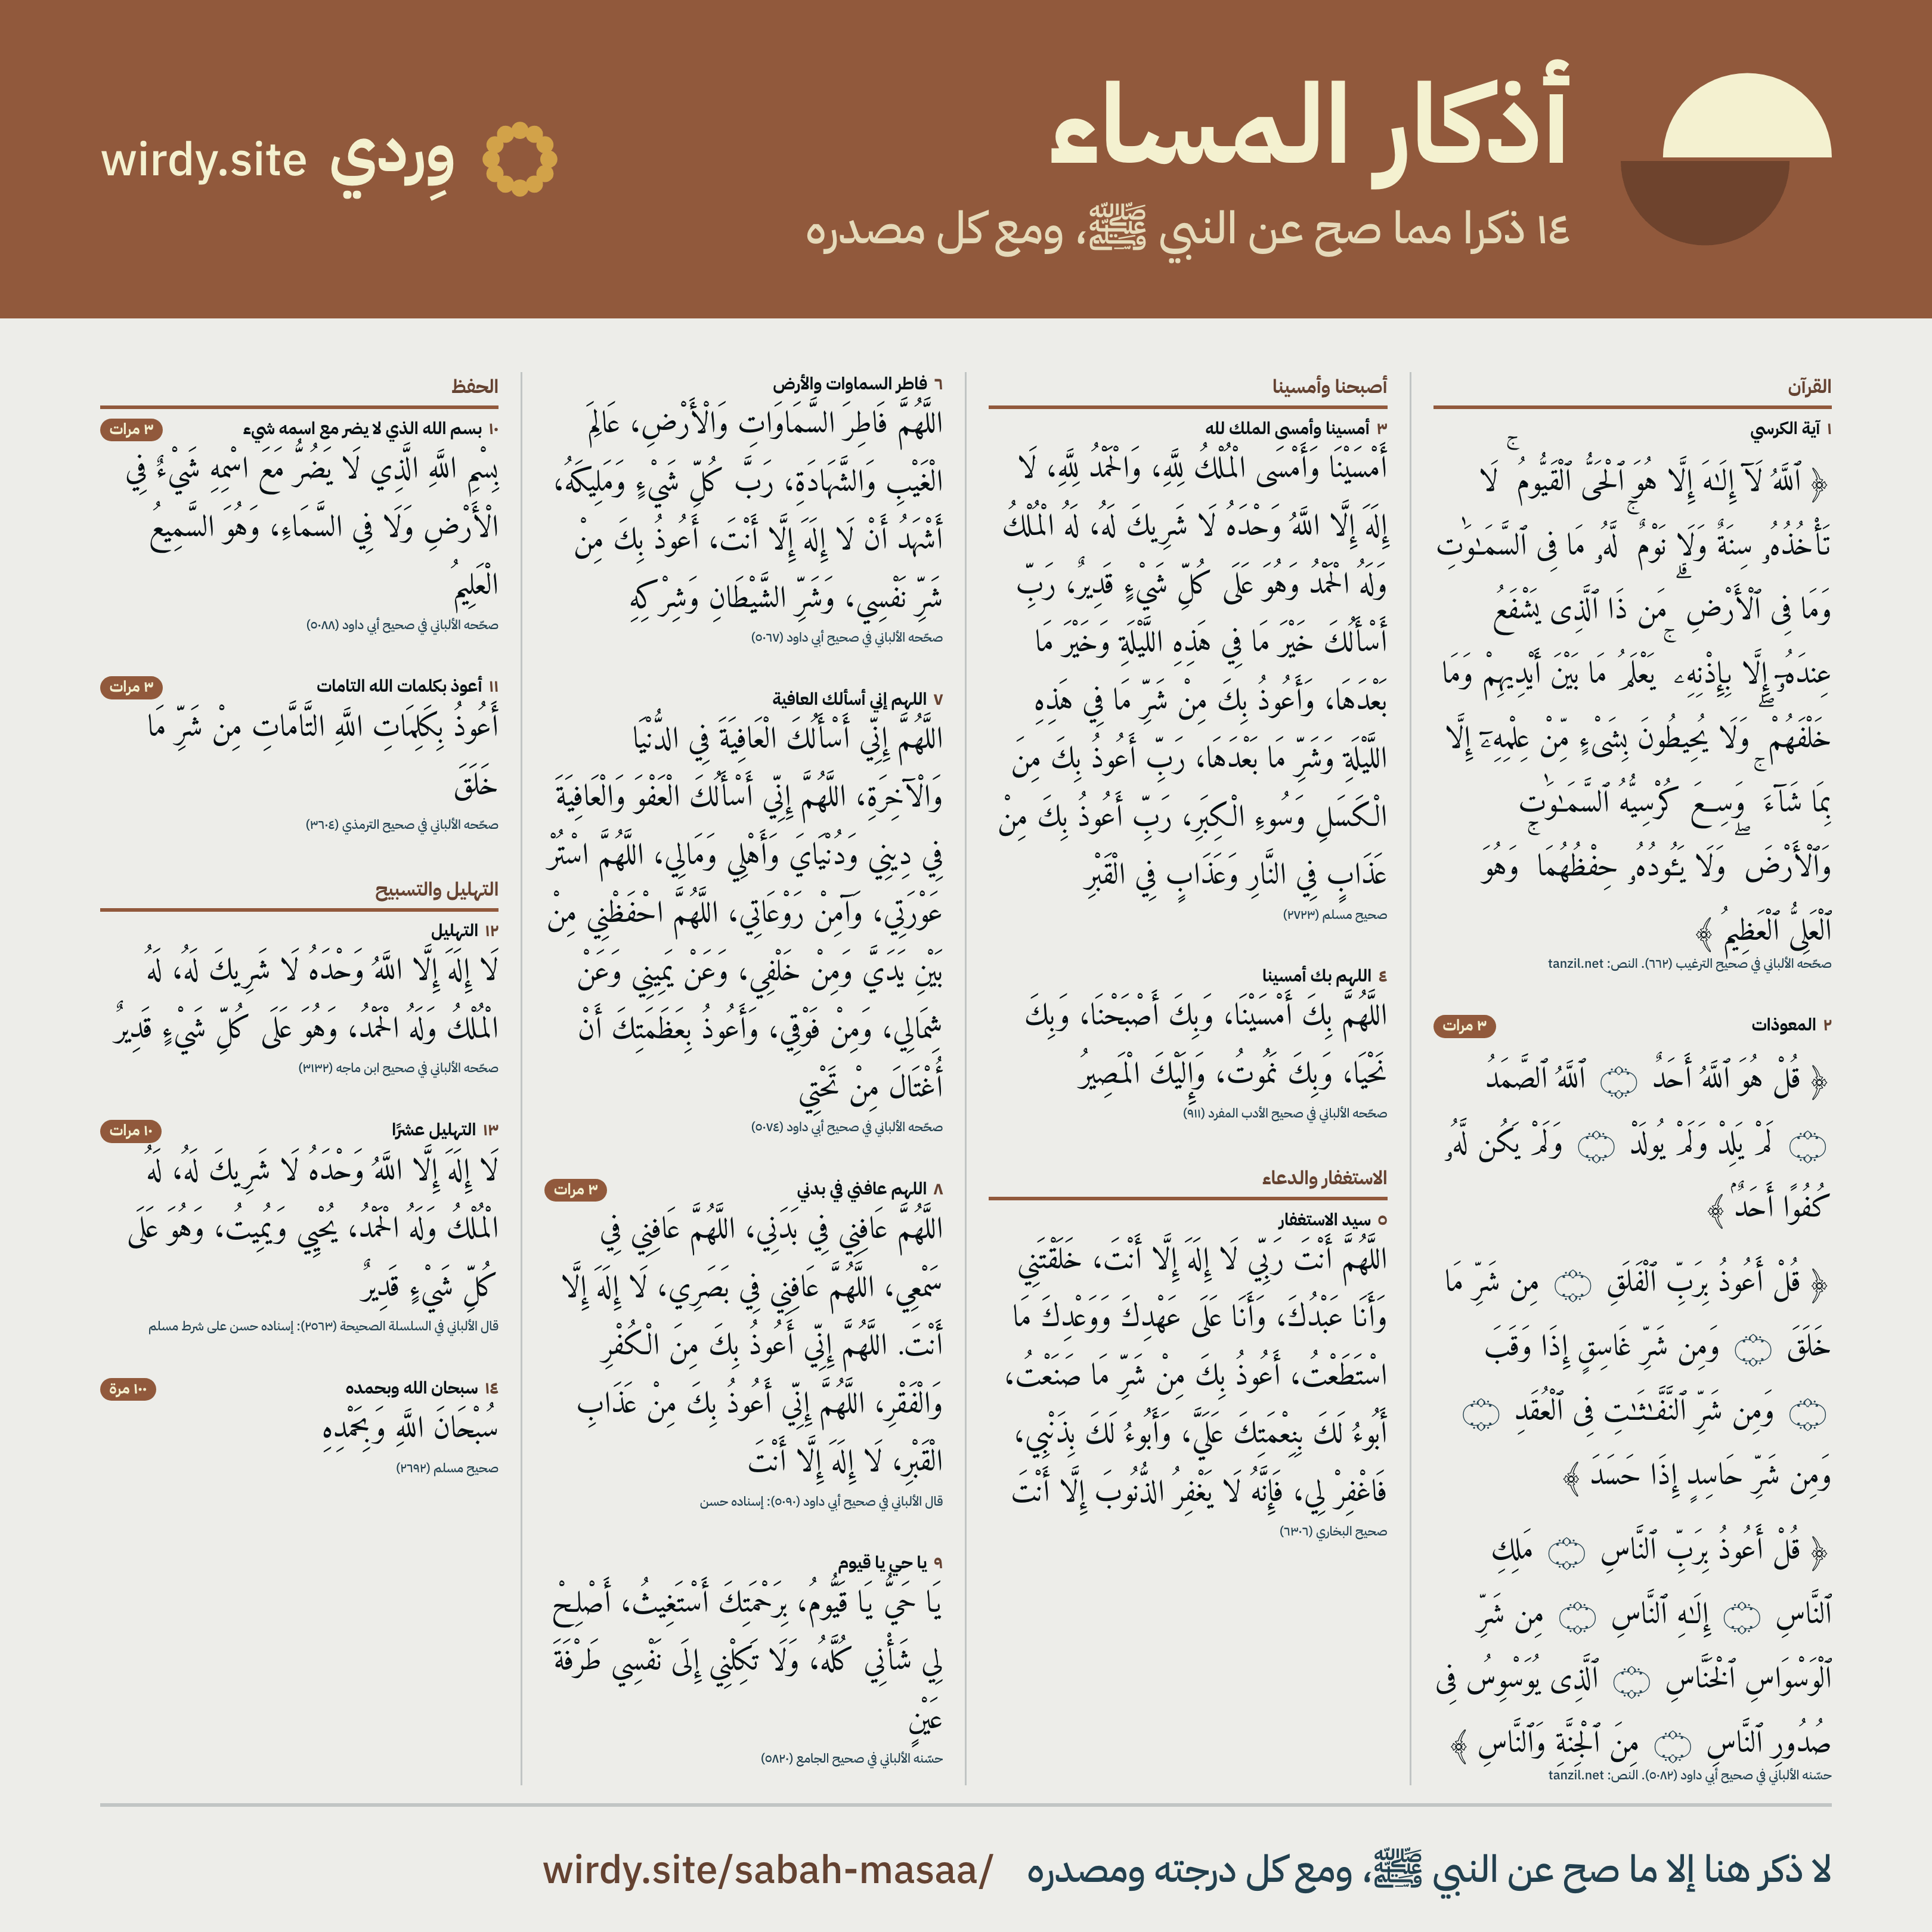 أذكار المساء
١٤ ذكرا مما صح عن النبي ﷺ، ومع كل مصدره
وِردي wirdy.site
القرآن
١ آية الكرسي
﴿ ٱللَّهُ لَآ إِلَـٰهَ إِلَّا هُوَ ٱلْحَىُّ ٱلْقَيُّومُ ۚ لَا
تَأْخُذُهُۥ سِنَةٌ وَلَا نَوْمٌ ۚ لَّهُۥ مَا فِى ٱلسَّمَـٰوَٰتِ
وَمَا فِى ٱلْأَرْضِ ۗ مَن ذَا ٱلَّذِى يَشْفَعُ
عِندَهُۥٓ إِلَّا بِإِذْنِهِۦ ۚ يَعْلَمُ مَا بَيْنَ أَيْدِيهِمْ وَمَا
خَلْفَهُمْ ۖ وَلَا يُحِيطُونَ بِشَىْءٍ مِّنْ عِلْمِهِۦٓ إِلَّا
بِمَا شَآءَ ۚ وَسِعَ كُرْسِيُّهُ ٱلسَّمَـٰوَٰتِ
وَٱلْأَرْضَ ۖ وَلَا يَـُٔودُهُۥ حِفْظُهُمَا ۚ وَهُوَ
ٱلْعَلِىُّ ٱلْعَظِيمُ ﴾
صحّحه الألباني في صحيح الترغيب (٦٦٢). النص: tanzil.net
٢ المعوذات
٣ مرات
﴿ قُلْ هُوَ ٱللَّهُ أَحَدٌ ۝ ٱللَّهُ ٱلصَّمَدُ
۝ لَمْ يَلِدْ وَلَمْ يُولَدْ ۝ وَلَمْ يَكُن لَّهُۥ
كُفُوًا أَحَدٌۢ ﴾
﴿ قُلْ أَعُوذُ بِرَبِّ ٱلْفَلَقِ ۝ مِن شَرِّ مَا
خَلَقَ ۝ وَمِن شَرِّ غَاسِقٍ إِذَا وَقَبَ
۝ وَمِن شَرِّ ٱلنَّفَّـٰثَـٰتِ فِى ٱلْعُقَدِ ۝
وَمِن شَرِّ حَاسِدٍ إِذَا حَسَدَ ﴾
﴿ قُلْ أَعُوذُ بِرَبِّ ٱلنَّاسِ ۝ مَلِكِ
ٱلنَّاسِ ۝ إِلَـٰهِ ٱلنَّاسِ ۝ مِن شَرِّ
ٱلْوَسْوَاسِ ٱلْخَنَّاسِ ۝ ٱلَّذِى يُوَسْوِسُ فِى
صُدُورِ ٱلنَّاسِ ۝ مِنَ ٱلْجِنَّةِ وَٱلنَّاسِ ﴾
حسّنه الألباني في صحيح أبي داود (٥٠٨٢). النص: tanzil.net
أصبحنا وأمسينا
٣ أمسينا وأمسى الملك لله
أَمْسَيْنَا وَأَمْسَى الْمُلْكُ لِلَّهِ، وَالْحَمْدُ لِلَّهِ، لَا
إِلَهَ إِلَّا اللَّهُ وَحْدَهُ لَا شَرِيكَ لَهُ، لَهُ الْمُلْكُ
وَلَهُ الْحَمْدُ وَهُوَ عَلَى كُلِّ شَيْءٍ قَدِيرٌ، رَبِّ
أَسْأَلُكَ خَيْرَ مَا فِي هَذِهِ اللَّيْلَةِ وَخَيْرَ مَا
بَعْدَهَا، وَأَعُوذُ بِكَ مِنْ شَرِّ مَا فِي هَذِهِ
اللَّيْلَةِ وَشَرِّ مَا بَعْدَهَا، رَبِّ أَعُوذُ بِكَ مِنَ
الْكَسَلِ وَسُوءِ الْكِبَرِ، رَبِّ أَعُوذُ بِكَ مِنْ
عَذَابٍ فِي النَّارِ وَعَذَابٍ فِي الْقَبْرِ
صحيح مسلم (٢٧٢٣)
٤ اللهم بك أمسينا
اللَّهُمَّ بِكَ أَمْسَيْنَا، وَبِكَ أَصْبَحْنَا، وَبِكَ
نَحْيَا، وَبِكَ نَمُوتُ، وَإِلَيْكَ الْمَصِيرُ
صحّحه الألباني في صحيح الأدب المفرد (٩١١)
الاستغفار والدعاء
٥ سيد الاستغفار
اللَّهُمَّ أَنْتَ رَبِّي لَا إِلَهَ إِلَّا أَنْتَ، خَلَقْتَنِي
وَأَنَا عَبْدُكَ، وَأَنَا عَلَى عَهْدِكَ وَوَعْدِكَ مَا
اسْتَطَعْتُ، أَعُوذُ بِكَ مِنْ شَرِّ مَا صَنَعْتُ،
أَبُوءُ لَكَ بِنِعْمَتِكَ عَلَيَّ، وَأَبُوءُ لَكَ بِذَنْبِي،
فَاغْفِرْ لِي، فَإِنَّهُ لَا يَغْفِرُ الذُّنُوبَ إِلَّا أَنْتَ
صحيح البخاري (٦٣٠٦)
٦ فاطر السماوات والأرض
اللَّهُمَّ فَاطِرَ السَّمَاوَاتِ وَالْأَرْضِ، عَالِمَ
الْغَيْبِ وَالشَّهَادَةِ، رَبَّ كُلِّ شَيْءٍ وَمَلِيكَهُ،
أَشْهَدُ أَنْ لَا إِلَهَ إِلَّا أَنْتَ، أَعُوذُ بِكَ مِنْ
شَرِّ نَفْسِي، وَشَرِّ الشَّيْطَانِ وَشِرْكِهِ
صحّحه الألباني في صحيح أبي داود (٥٠٦٧)
٧ اللهم إني أسألك العافية
اللَّهُمَّ إِنِّي أَسْأَلُكَ الْعَافِيَةَ فِي الدُّنْيَا
وَالْآخِرَةِ، اللَّهُمَّ إِنِّي أَسْأَلُكَ الْعَفْوَ وَالْعَافِيَةَ
فِي دِينِي وَدُنْيَايَ وَأَهْلِي وَمَالِي، اللَّهُمَّ اسْتُرْ
عَوْرَتِي، وَآمِنْ رَوْعَاتِي، اللَّهُمَّ احْفَظْنِي مِنْ
بَيْنِ يَدَيَّ وَمِنْ خَلْفِي، وَعَنْ يَمِينِي وَعَنْ
شِمَالِي، وَمِنْ فَوْقِي، وَأَعُوذُ بِعَظَمَتِكَ أَنْ
أُغْتَالَ مِنْ تَحْتِي
صحّحه الألباني في صحيح أبي داود (٥٠٧٤)
٨ اللهم عافني في بدني
٣ مرات
اللَّهُمَّ عَافِنِي فِي بَدَنِي، اللَّهُمَّ عَافِنِي فِي
سَمْعِي، اللَّهُمَّ عَافِنِي فِي بَصَرِي، لَا إِلَهَ إِلَّا
أَنْتَ. اللَّهُمَّ إِنِّي أَعُوذُ بِكَ مِنَ الْكُفْرِ
وَالْفَقْرِ، اللَّهُمَّ إِنِّي أَعُوذُ بِكَ مِنْ عَذَابِ
الْقَبْرِ، لَا إِلَهَ إِلَّا أَنْتَ
قال الألباني في صحيح أبي داود (٥٠٩٠): إسناده حسن
٩ يا حي يا قيوم
يَا حَيُّ يَا قَيُّومُ، بِرَحْمَتِكَ أَسْتَغِيثُ، أَصْلِحْ
لِي شَأْنِي كُلَّهُ، وَلَا تَكِلْنِي إِلَى نَفْسِي طَرْفَةَ
عَيْنٍ
حسّنه الألباني في صحيح الجامع (٥٨٢٠)
الحفظ
١٠ بسم الله الذي لا يضر مع اسمه شيء
٣ مرات
بِسْمِ اللَّهِ الَّذِي لَا يَضُرُّ مَعَ اسْمِهِ شَيْءٌ فِي
الْأَرْضِ وَلَا فِي السَّمَاءِ، وَهُوَ السَّمِيعُ
الْعَلِيمُ
صحّحه الألباني في صحيح أبي داود (٥٠٨٨)
١١ أعوذ بكلمات الله التامات
٣ مرات
أَعُوذُ بِكَلِمَاتِ اللَّهِ التَّامَّاتِ مِنْ شَرِّ مَا
خَلَقَ
صحّحه الألباني في صحيح الترمذي (٣٦٠٤)
التهليل والتسبيح
١٢ التهليل
لَا إِلَهَ إِلَّا اللَّهُ وَحْدَهُ لَا شَرِيكَ لَهُ، لَهُ
الْمُلْكُ وَلَهُ الْحَمْدُ، وَهُوَ عَلَى كُلِّ شَيْءٍ قَدِيرٌ
صحّحه الألباني في صحيح ابن ماجه (٣١٣٢)
١٣ التهليل عشرًا
١٠ مرات
لَا إِلَهَ إِلَّا اللَّهُ وَحْدَهُ لَا شَرِيكَ لَهُ، لَهُ
الْمُلْكُ وَلَهُ الْحَمْدُ، يُحْيِي وَيُمِيتُ، وَهُوَ عَلَى
كُلِّ شَيْءٍ قَدِيرٌ
قال الألباني في السلسلة الصحيحة (٢٥٦٣): إسناده حسن على شرط مسلم
١٤ سبحان الله وبحمده
١٠٠ مرة
سُبْحَانَ اللَّهِ وَبِحَمْدِهِ
صحيح مسلم (٢٦٩٢)
لا ذكر هنا إلا ما صح عن النبي ﷺ، ومع كل درجته ومصدره wirdy.site/sabah-masaa/